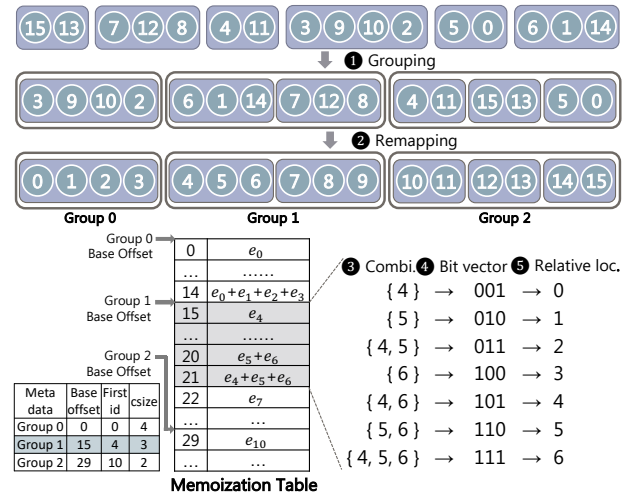 15 13 7 12 8 4 11 3 9 10 2 5 0 6 1 14
❶ Grouping
3 9 10 2 6 1 14 7 12 8 4 11 15 13 5 0
❷ Remapping
0 1 2 3 4 5 6 7 8 9 10 11 12 13 14 15
Group 0 Group 1 Group 2
Group 0
Base Offset
Group 1
Base Offset
Group 2
Base Offset
0 e₀
... ......
14 e₀+e₁+e₂+e₃
15 e₄
... ......
20 e₅+e₆
21 e₄+e₅+e₆
22 e₇
... ...
29 e₁₀
... ...
Memoization Table
Meta data Base offset First id csize
Group 0 0 0 4
Group 1 15 4 3
Group 2 29 10 2
❸ Combi. ❹ Bit vector ❺ Relative loc.
{ 4 } → 001 → 0
{ 5 } → 010 → 1
{ 4, 5 } → 011 → 2
{ 6 } → 100 → 3
{ 4, 6 } → 101 → 4
{ 5, 6 } → 110 → 5
{ 4, 5, 6 } → 111 → 6